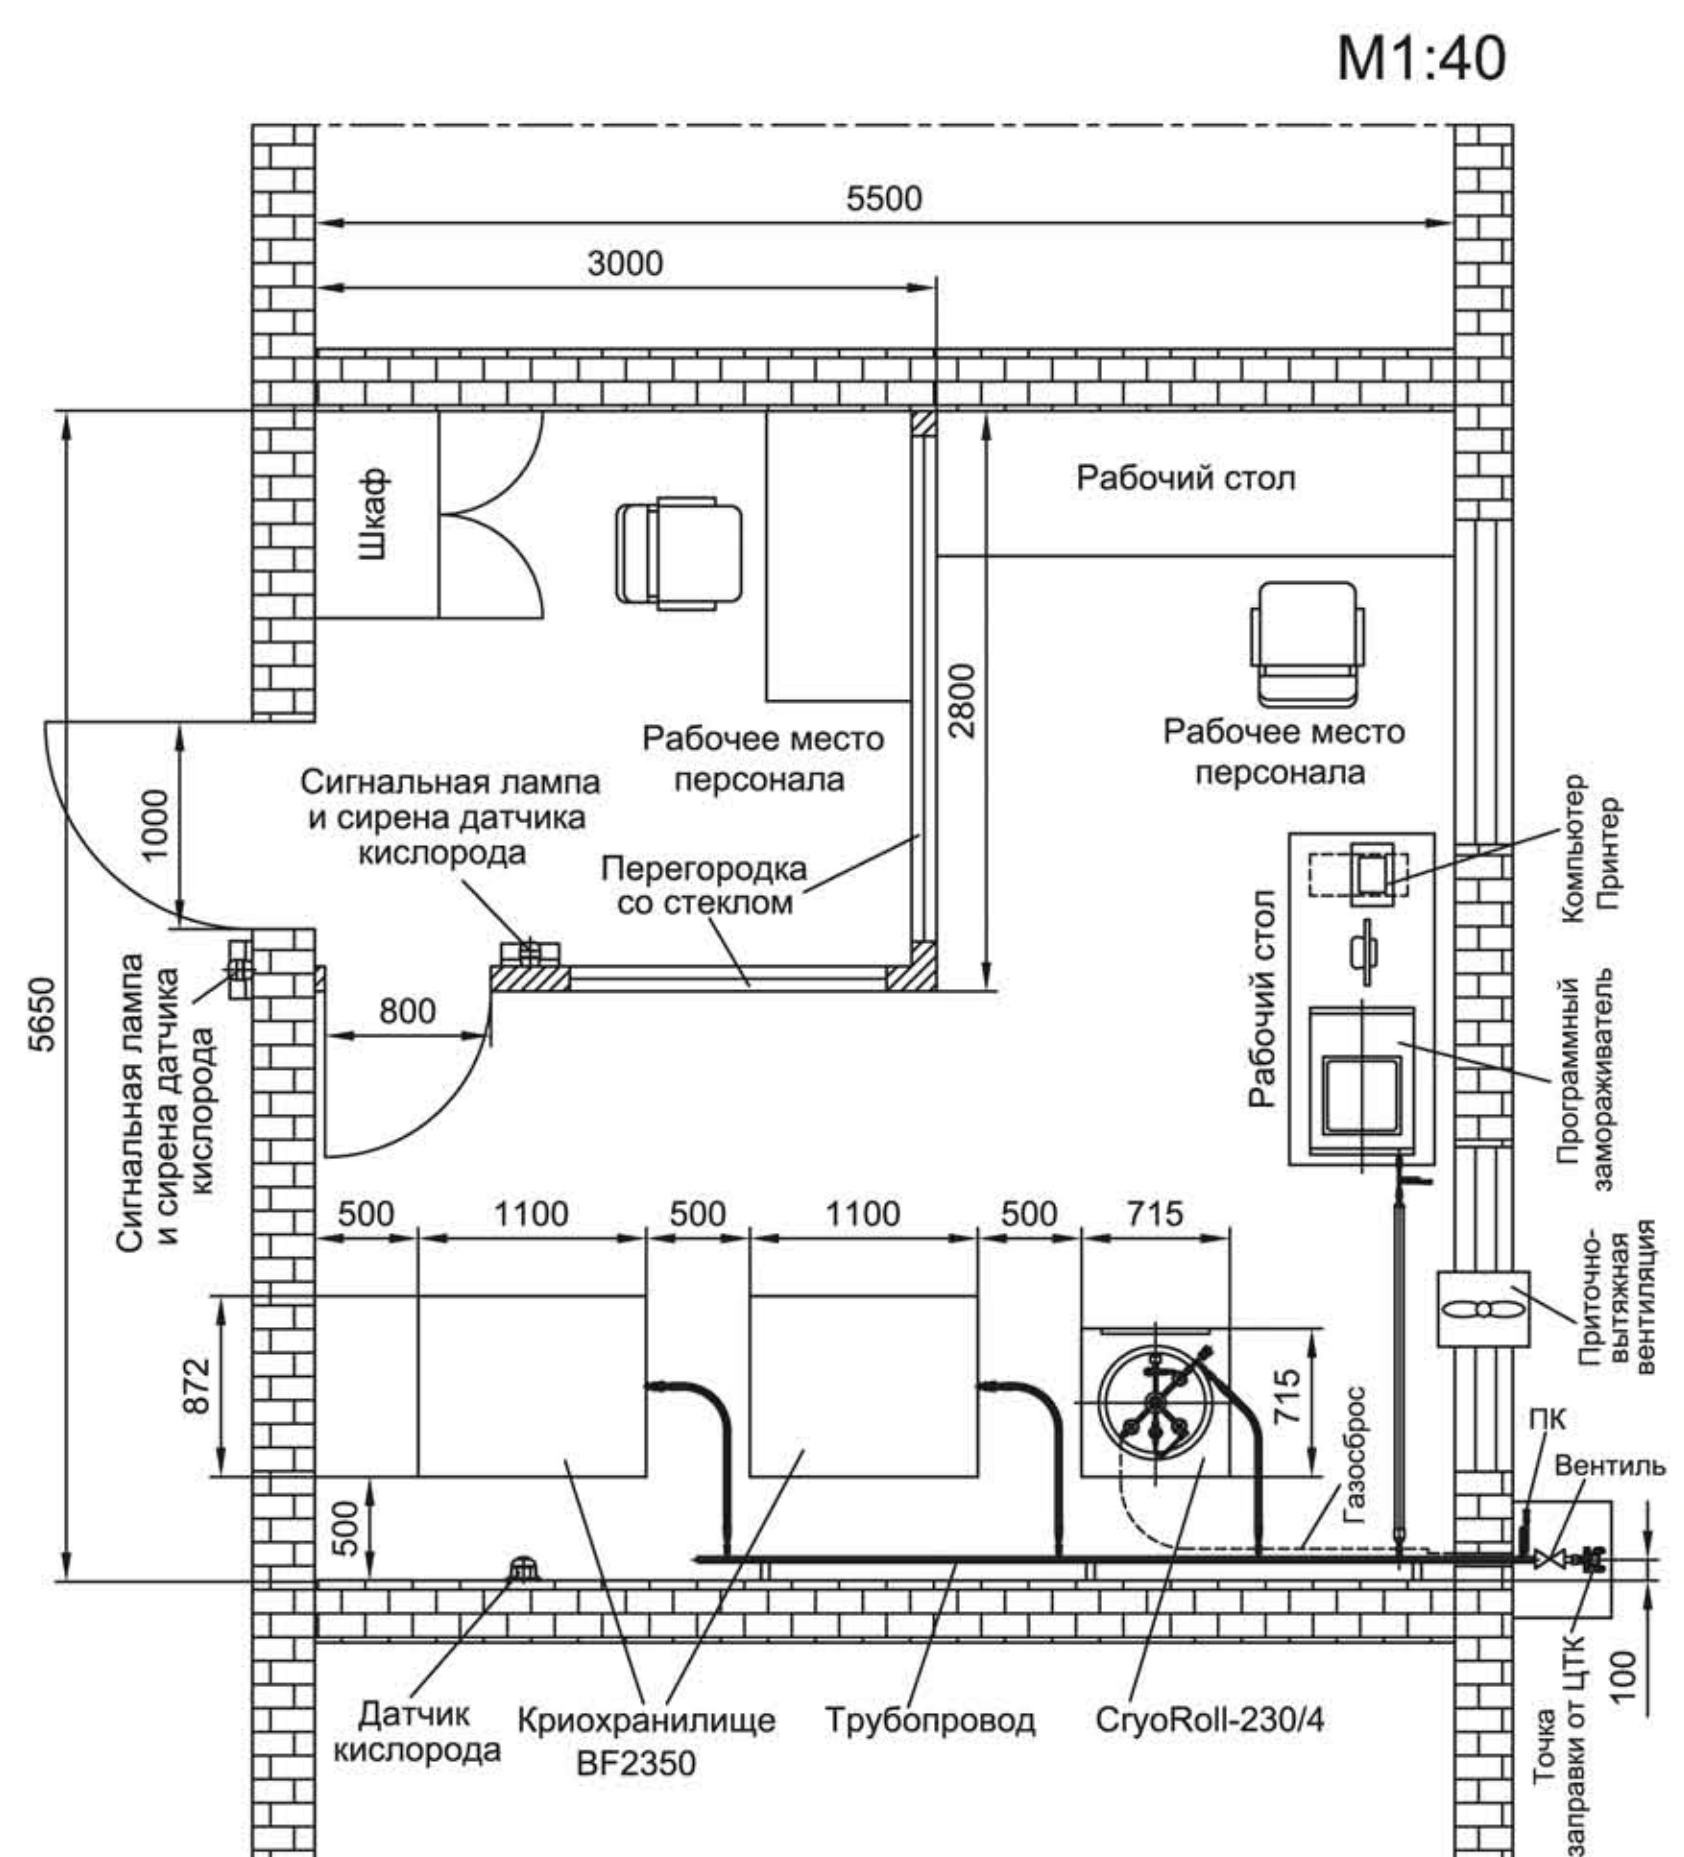 М1:40
5500
3000
Шкаф
Рабочий стол
2800
Рабочее место
персонала
Рабочее место
персонала
Сигнальная лампа
и сирена датчика
кислорода
Перегородка
со стеклом
1000
5650
Сигнальная лампа
и сирена датчика
кислорода
800
Рабочий стол
Компьютер
Принтер
Программный
замораживатель
500
1100
500
1100
500
715
Приточно-
вытяжная
вентиляция
872
715
Газосброс
ПК
Вентиль
500
100
Датчик
кислорода
Криохранилище
BF2350
Трубопровод
CryoRoll-230/4
Точка
заправки от ЦТК